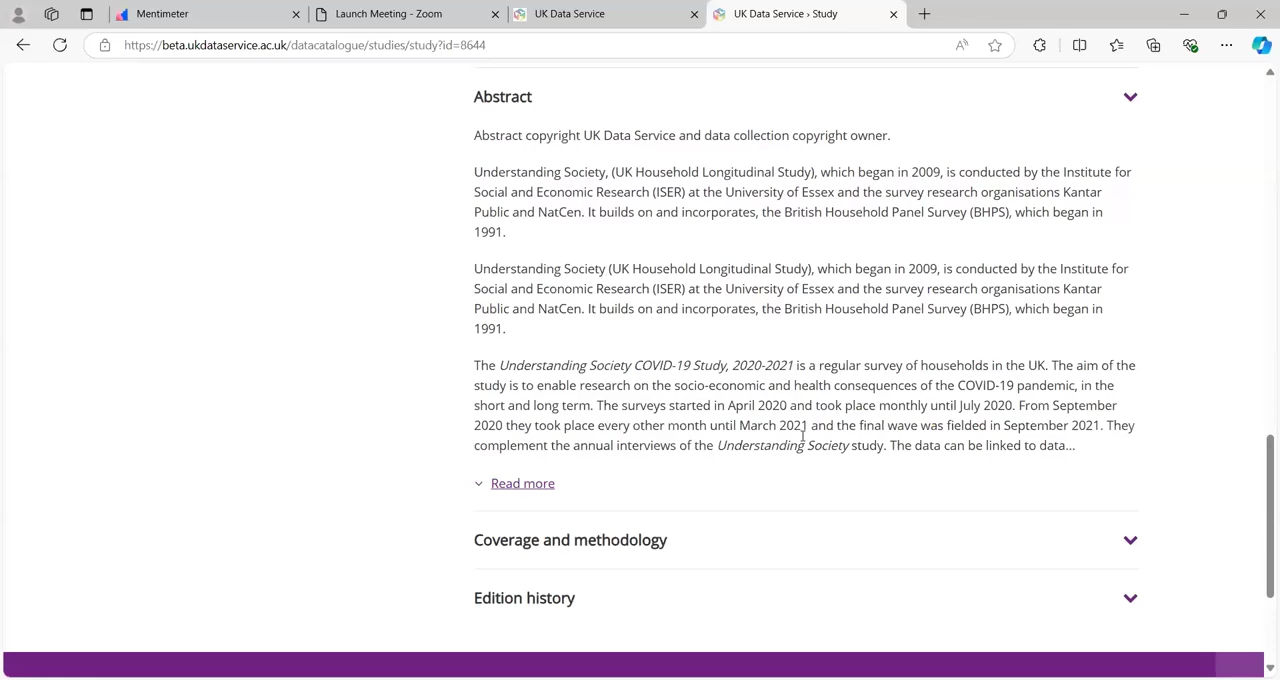 Mentimeter
Launch Meeting - Zoom
UK Data Service
UK Data Service › Study
https://beta.ukdataservice.ac.uk/datacatalogue/studies/study?id=8644
Abstract
Abstract copyright UK Data Service and data collection copyright owner.
Understanding Society, (UK Household Longitudinal Study), which began in 2009, is conducted by the Institute for
Social and Economic Research (ISER) at the University of Essex and the survey research organisations Kantar
Public and NatCen. It builds on and incorporates, the British Household Panel Survey (BHPS), which began in
1991.
Understanding Society (UK Household Longitudinal Study), which began in 2009, is conducted by the Institute for
Social and Economic Research (ISER) at the University of Essex and the survey research organisations Kantar
Public and NatCen. It builds on and incorporates, the British Household Panel Survey (BHPS), which began in
1991.
The Understanding Society COVID-19 Study, 2020-2021 is a regular survey of households in the UK. The aim of the
study is to enable research on the socio-economic and health consequences of the COVID-19 pandemic, in the
short and long term. The surveys started in April 2020 and took place monthly until July 2020. From September
2020 they took place every other month until March 2021 and the final wave was fielded in September 2021. They
complement the annual interviews of the Understanding Society study. The data can be linked to data...
Read more
Coverage and methodology
Edition history